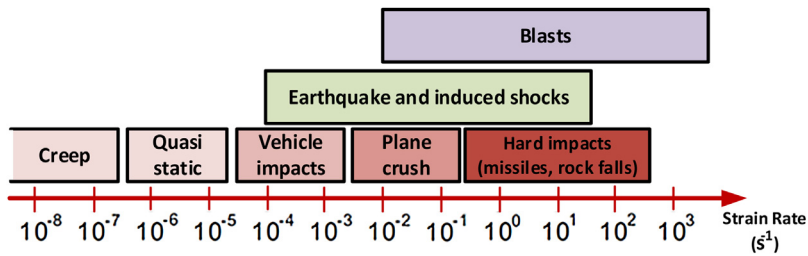 Blasts
Earthquake and induced shocks
Creep
Quasi
static
Vehicle
impacts
Plane
crush
Hard impacts
(missiles, rock falls)
10⁻⁸ 10⁻⁷ 10⁻⁶ 10⁻⁵ 10⁻⁴ 10⁻³ 10⁻² 10⁻¹ 10⁰ 10¹ 10² 10³
Strain Rate
(s⁻¹)